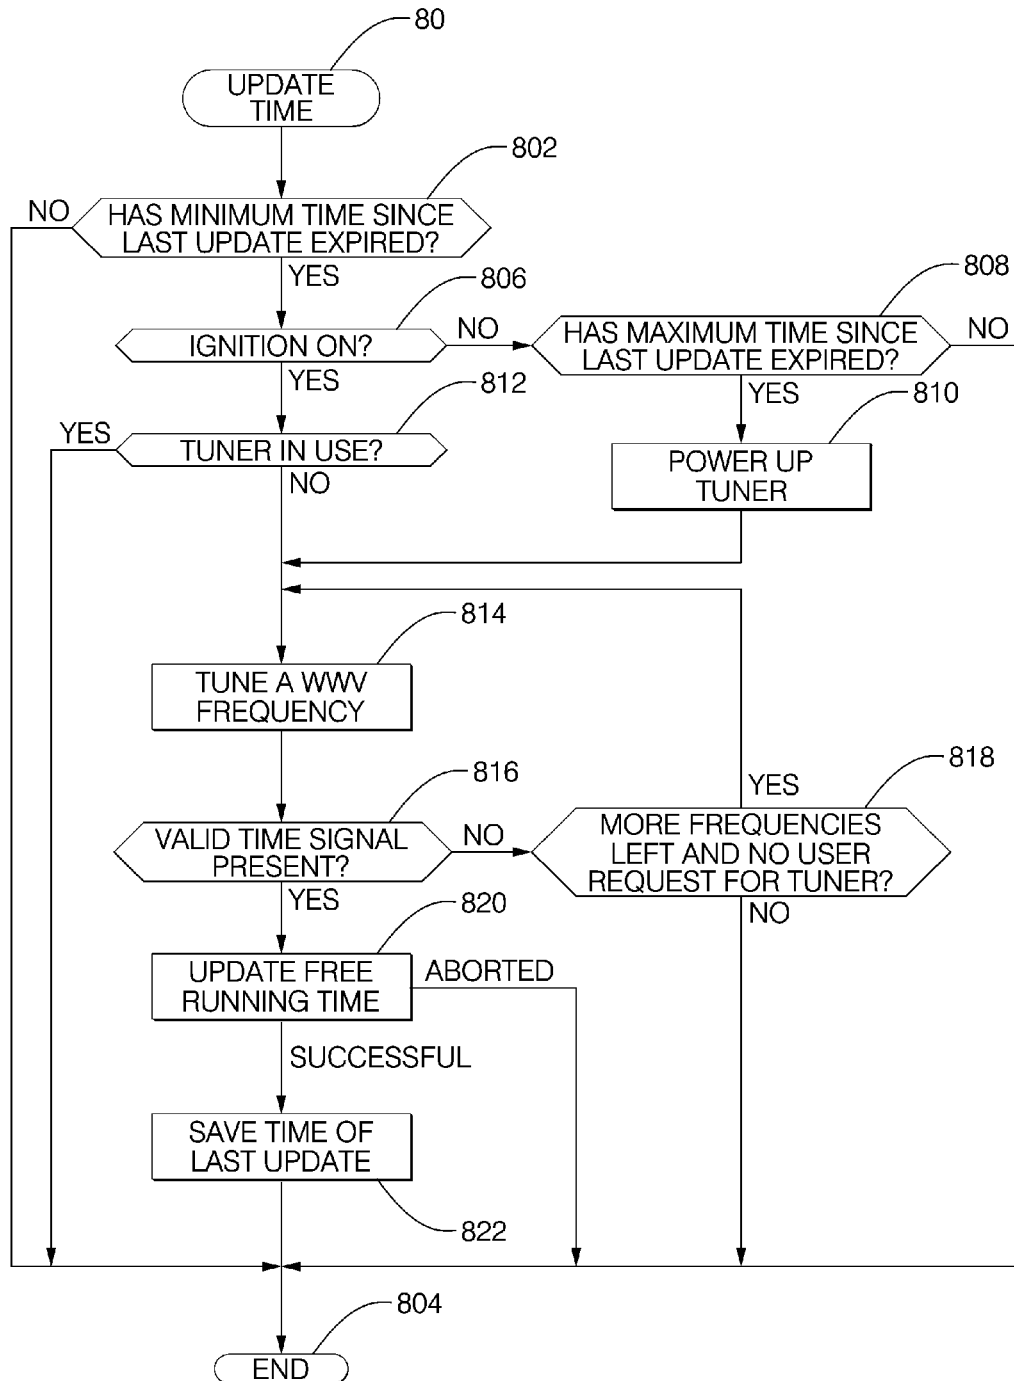 80
UPDATE
TIME
802
NO
HAS MINIMUM TIME SINCE
LAST UPDATE EXPIRED?
YES
806
808
IGNITION ON?
NO
HAS MAXIMUM TIME SINCE
LAST UPDATE EXPIRED?
NO
YES
812
YES
810
YES
TUNER IN USE?
NO
POWER UP
TUNER
814
TUNE A WWV
FREQUENCY
816
YES
818
VALID TIME SIGNAL
PRESENT?
NO
MORE FREQUENCIES
LEFT AND NO USER
REQUEST FOR TUNER?
YES
NO
820
UPDATE FREE
RUNNING TIME
ABORTED
SUCCESSFUL
SAVE TIME OF
LAST UPDATE
822
804
END